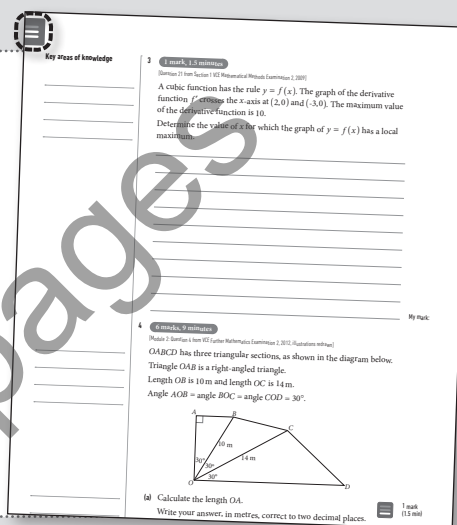 Key areas of knowledge
3 1 mark, 1.5 minutes
[Question 21 from Section 1 VCE Mathematical Methods Examination 2, 2009]
A cubic function has the rule y = f(x). The graph of the derivative
function f' crosses the x-axis at (2,0) and (-3,0). The maximum value
of the derivative function is 10.
Determine the value of x for which the graph of y = f(x) has a local
maximum.
My mark:
4 6 marks, 9 minutes
[Module 2: Question 4 from VCE Further Mathematics Examination 2, 2012; illustrations redrawn]
OABCD has three triangular sections, as shown in the diagram below.
Triangle OAB is a right-angled triangle.
Length OB is 10 m and length OC is 14 m.
Angle AOB = angle BOC = angle COD = 30°.
A
B
C
10 m
14 m
30°
30°
30°
O
D
(a) Calculate the length OA.
Write your answer, in metres, correct to two decimal places.
1 mark
(1.5 min)
pages